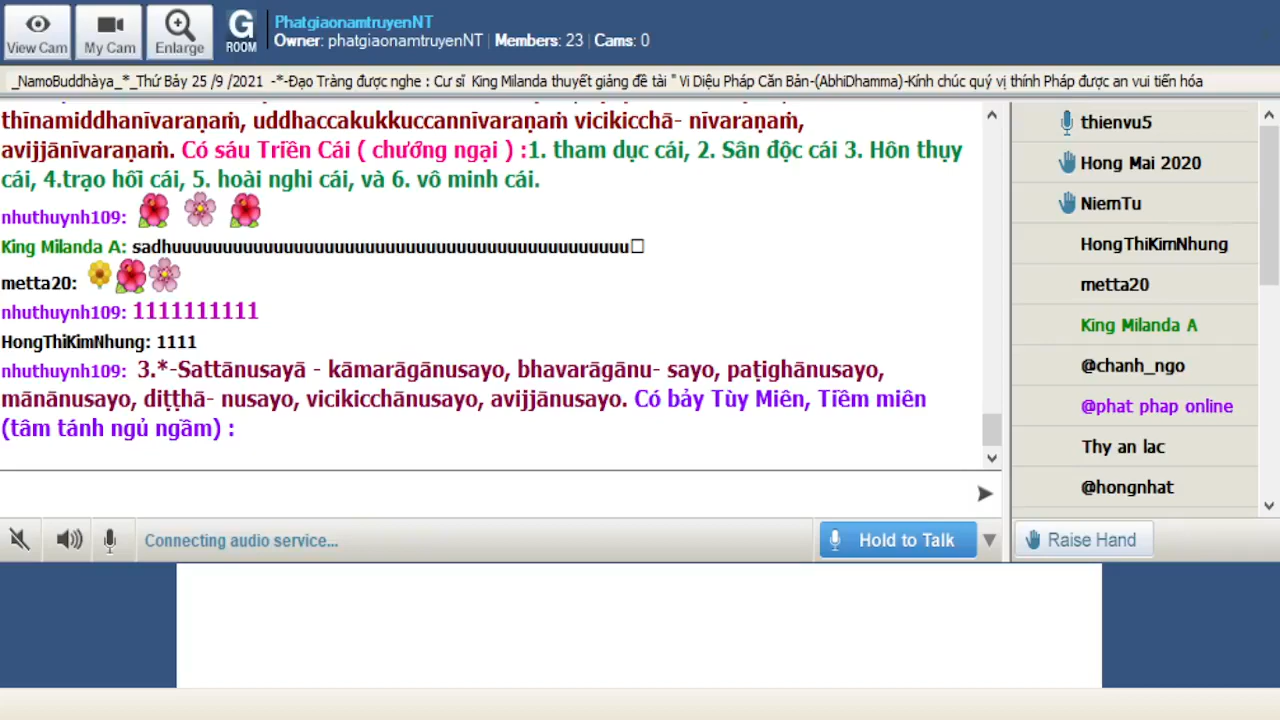 View Cam
My Cam
Enlarge
G
ROOM
PhatgiaonamtruyenNT
Owner: phatgiaonamtruyenNT | Members: 23 | Cams: 0
_NamoBuddhàya_*_Thứ Bảy 25 /9 /2021 -*-Đạo Tràng được nghe : Cư sĩ King Milanda thuyết giảng đề tài " Vi Diệu Pháp Căn Bản-(AbhiDhamma)-Kính chúc quý vị thính Pháp được an vui tiến hóa
thīnamiddhanīvaraṇaṁ, uddhaccakukkuccannīvaraṇaṁ vicikicchā- nīvaraṇaṁ,
avijjānīvaraṇaṁ. Có sáu Triền Cái ( chướng ngại ) :1. tham dục cái, 2. Sân độc cái 3. Hôn thụy
cái, 4.trạo hối cái, 5. hoài nghi cái, và 6. vô minh cái.
nhuthuynh109:
King Milanda A: sadhuuuuuuuuuuuuuuuuuuuuuuuuuuuuuuuuuuuuuuuuuuuuuuuuuuu
metta20:
nhuthuynh109: 1111111111
HongThiKimNhung: 1111
nhuthuynh109: 3.*-Sattānusayā - kāmarāgānusayo, bhavarāgānu- sayo, paṭighānusayo,
mānānusayo, diṭṭhā- nusayo, vicikicchānusayo, avijjānusayo. Có bảy Tùy Miên, Tiềm miên
(tâm tánh ngủ ngầm) :
thienvu5
Hong Mai 2020
NiemTu
HongThiKimNhung
metta20
King Milanda A
@chanh_ngo
@phat phap online
Thy an lac
@hongnhat
Connecting audio service...
Hold to Talk
Raise Hand